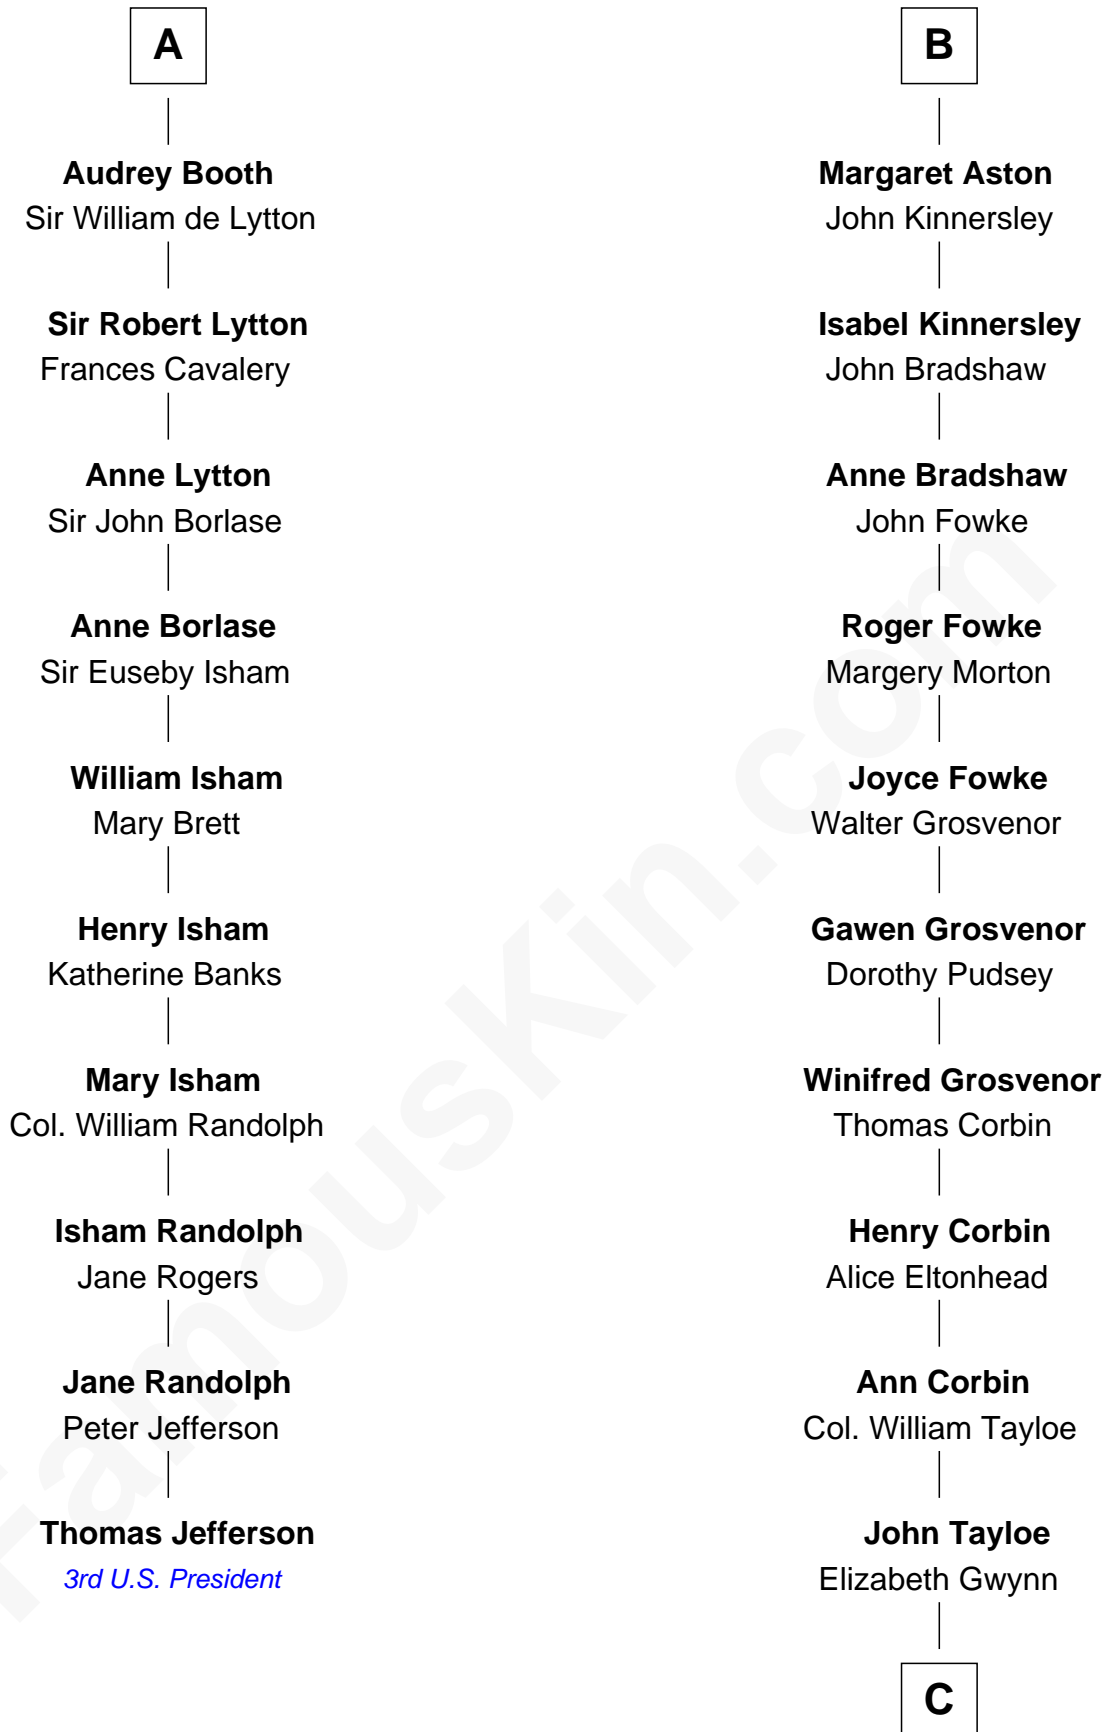 A
Audrey Booth
Sir William de Lytton
Sir Robert Lytton
Frances Cavalery
Anne Lytton
Sir John Borlase
Anne Borlase
Sir Euseby Isham
William Isham
Mary Brett
Henry Isham
Katherine Banks
Mary Isham
Col. William Randolph
Isham Randolph
Jane Rogers
Jane Randolph
Peter Jefferson
Thomas Jefferson
3rd U.S. President
B
Margaret Aston
John Kinnersley
Isabel Kinnersley
John Bradshaw
Anne Bradshaw
John Fowke
Roger Fowke
Margery Morton
Joyce Fowke
Walter Grosvenor
Gawen Grosvenor
Dorothy Pudsey
Winifred Grosvenor
Thomas Corbin
Henry Corbin
Alice Eltonhead
Ann Corbin
Col. William Tayloe
John Tayloe
Elizabeth Gwynn
C
FamousKin.com